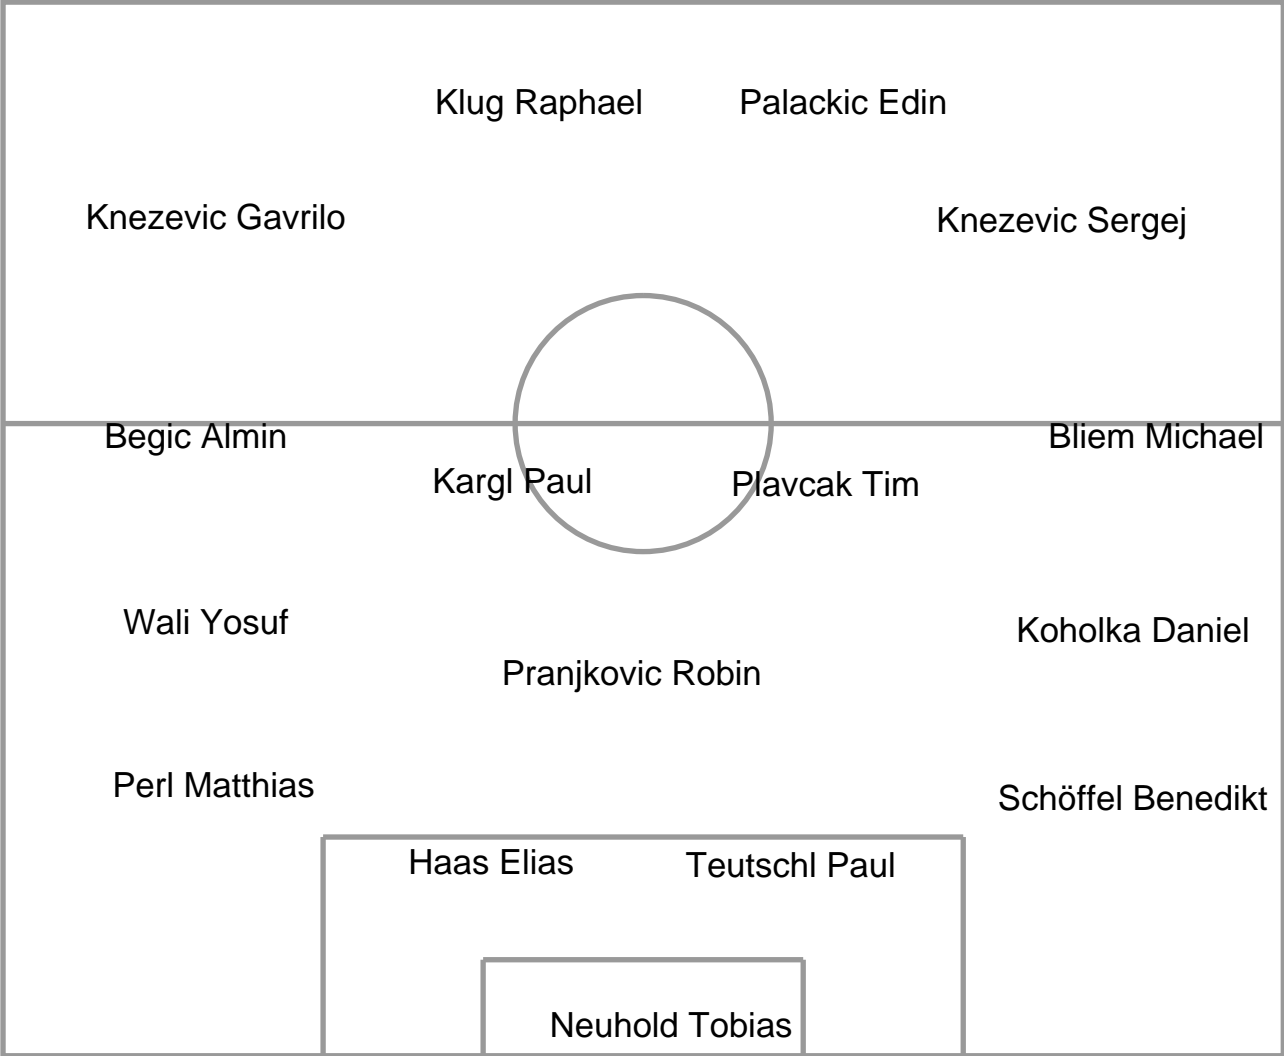 Klug Raphael
Palackic Edin
Knezevic Gavrilo
Knezevic Sergej
Begic Almin
Bliem Michael
Kargl Paul
Plavcak Tim
Wali Yosuf
Koholka Daniel
Pranjkovic Robin
Perl Matthias
Schöffel Benedikt
Haas Elias
Teutschl Paul
Neuhold Tobias